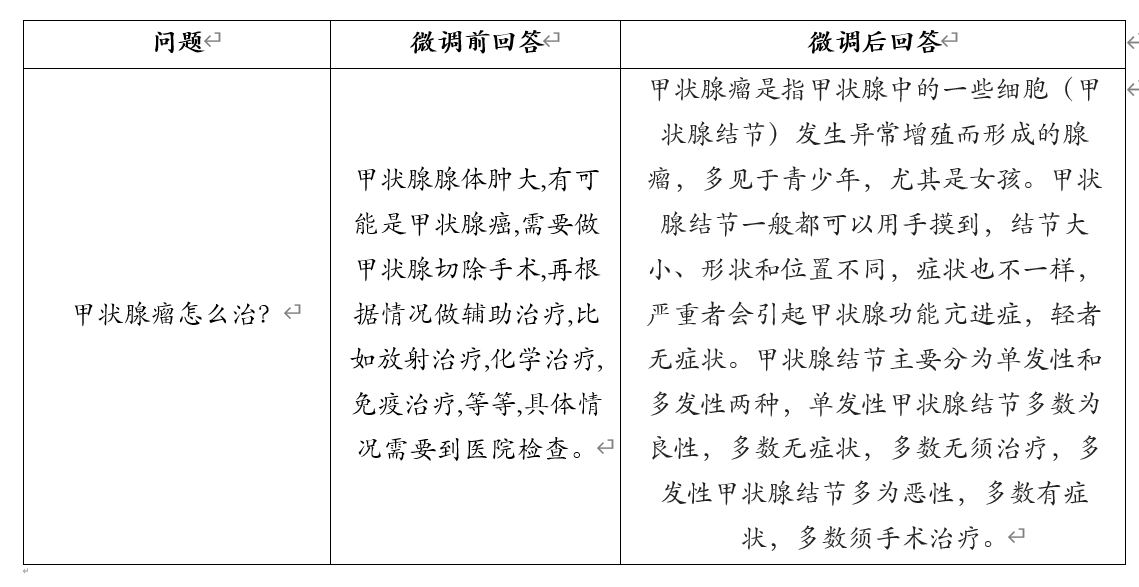 问题
微调前回答
微调后回答
甲状腺瘤怎么治？
甲状腺腺体肿大,有可
能是甲状腺癌,需要做
甲状腺切除手术,再根
据情况做辅助治疗,比
如放射治疗,化学治疗,
免疫治疗,等等,具体情
况需要到医院检查。
甲状腺瘤是指甲状腺中的一些细胞（甲
状腺结节）发生异常增殖而形成的腺
瘤，多见于青少年，尤其是女孩。甲状
腺结节一般都可以用手摸到，结节大
小、形状和位置不同，症状也不一样，
严重者会引起甲状腺功能亢进症，轻者
无症状。甲状腺结节主要分为单发性和
多发性两种，单发性甲状腺结节多数为
良性，多数无症状，多数无须治疗，多
发性甲状腺结节多为恶性，多数有症
状，多数须手术治疗。